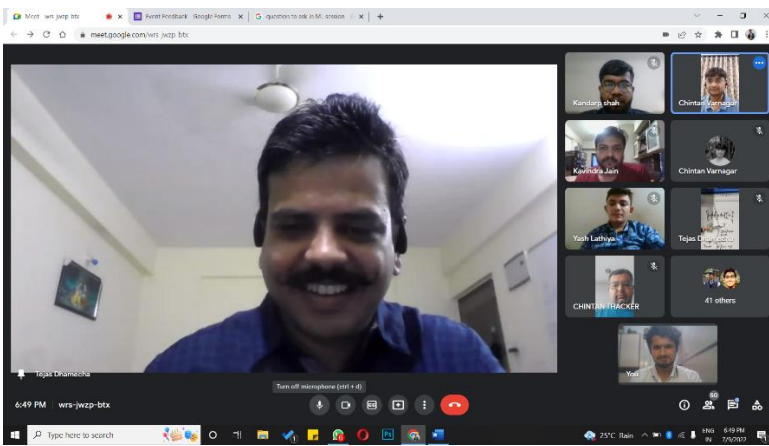 Meet - wrs-jwzp-btx
Event Feedback - Google Forms
question to ask in ML session
meet.google.com/wrs-jwzp-btx
Kandarp shah
Chintan Varnagar
Kavindra Jain
Chintan Varnagar
Yash Lathiya
Tejas Dhamecha
CHINTAN THACKER
41 others
You
Tejas Dhamecha
Turn off microphone (ctrl + d)
6:49 PM | wrs-jwzp-btx
50
Type here to search
25°C Rain
ENG
6:49 PM
7/9/2022